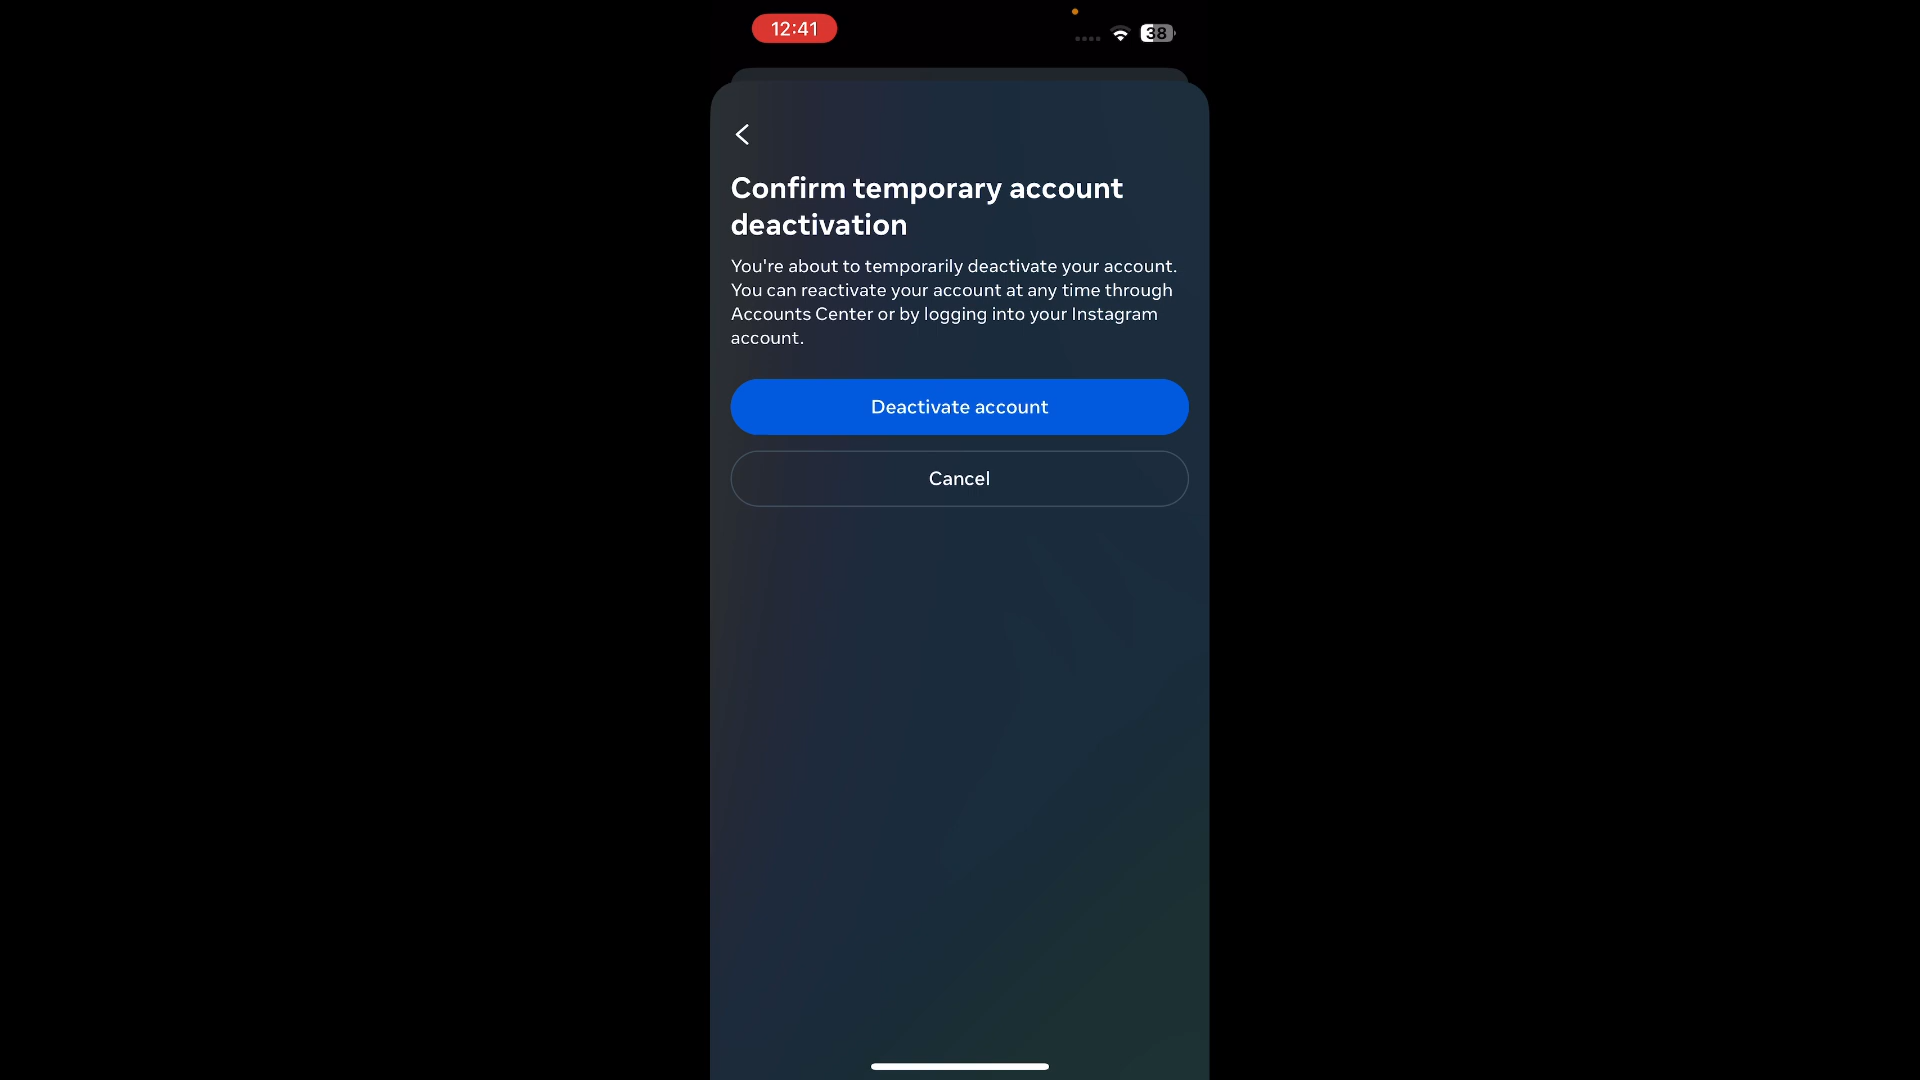 12:41
38
Confirm temporary account
deactivation
You're about to temporarily deactivate your account.
You can reactivate your account at any time through
Accounts Center or by logging into your Instagram
account.
Deactivate account
Cancel